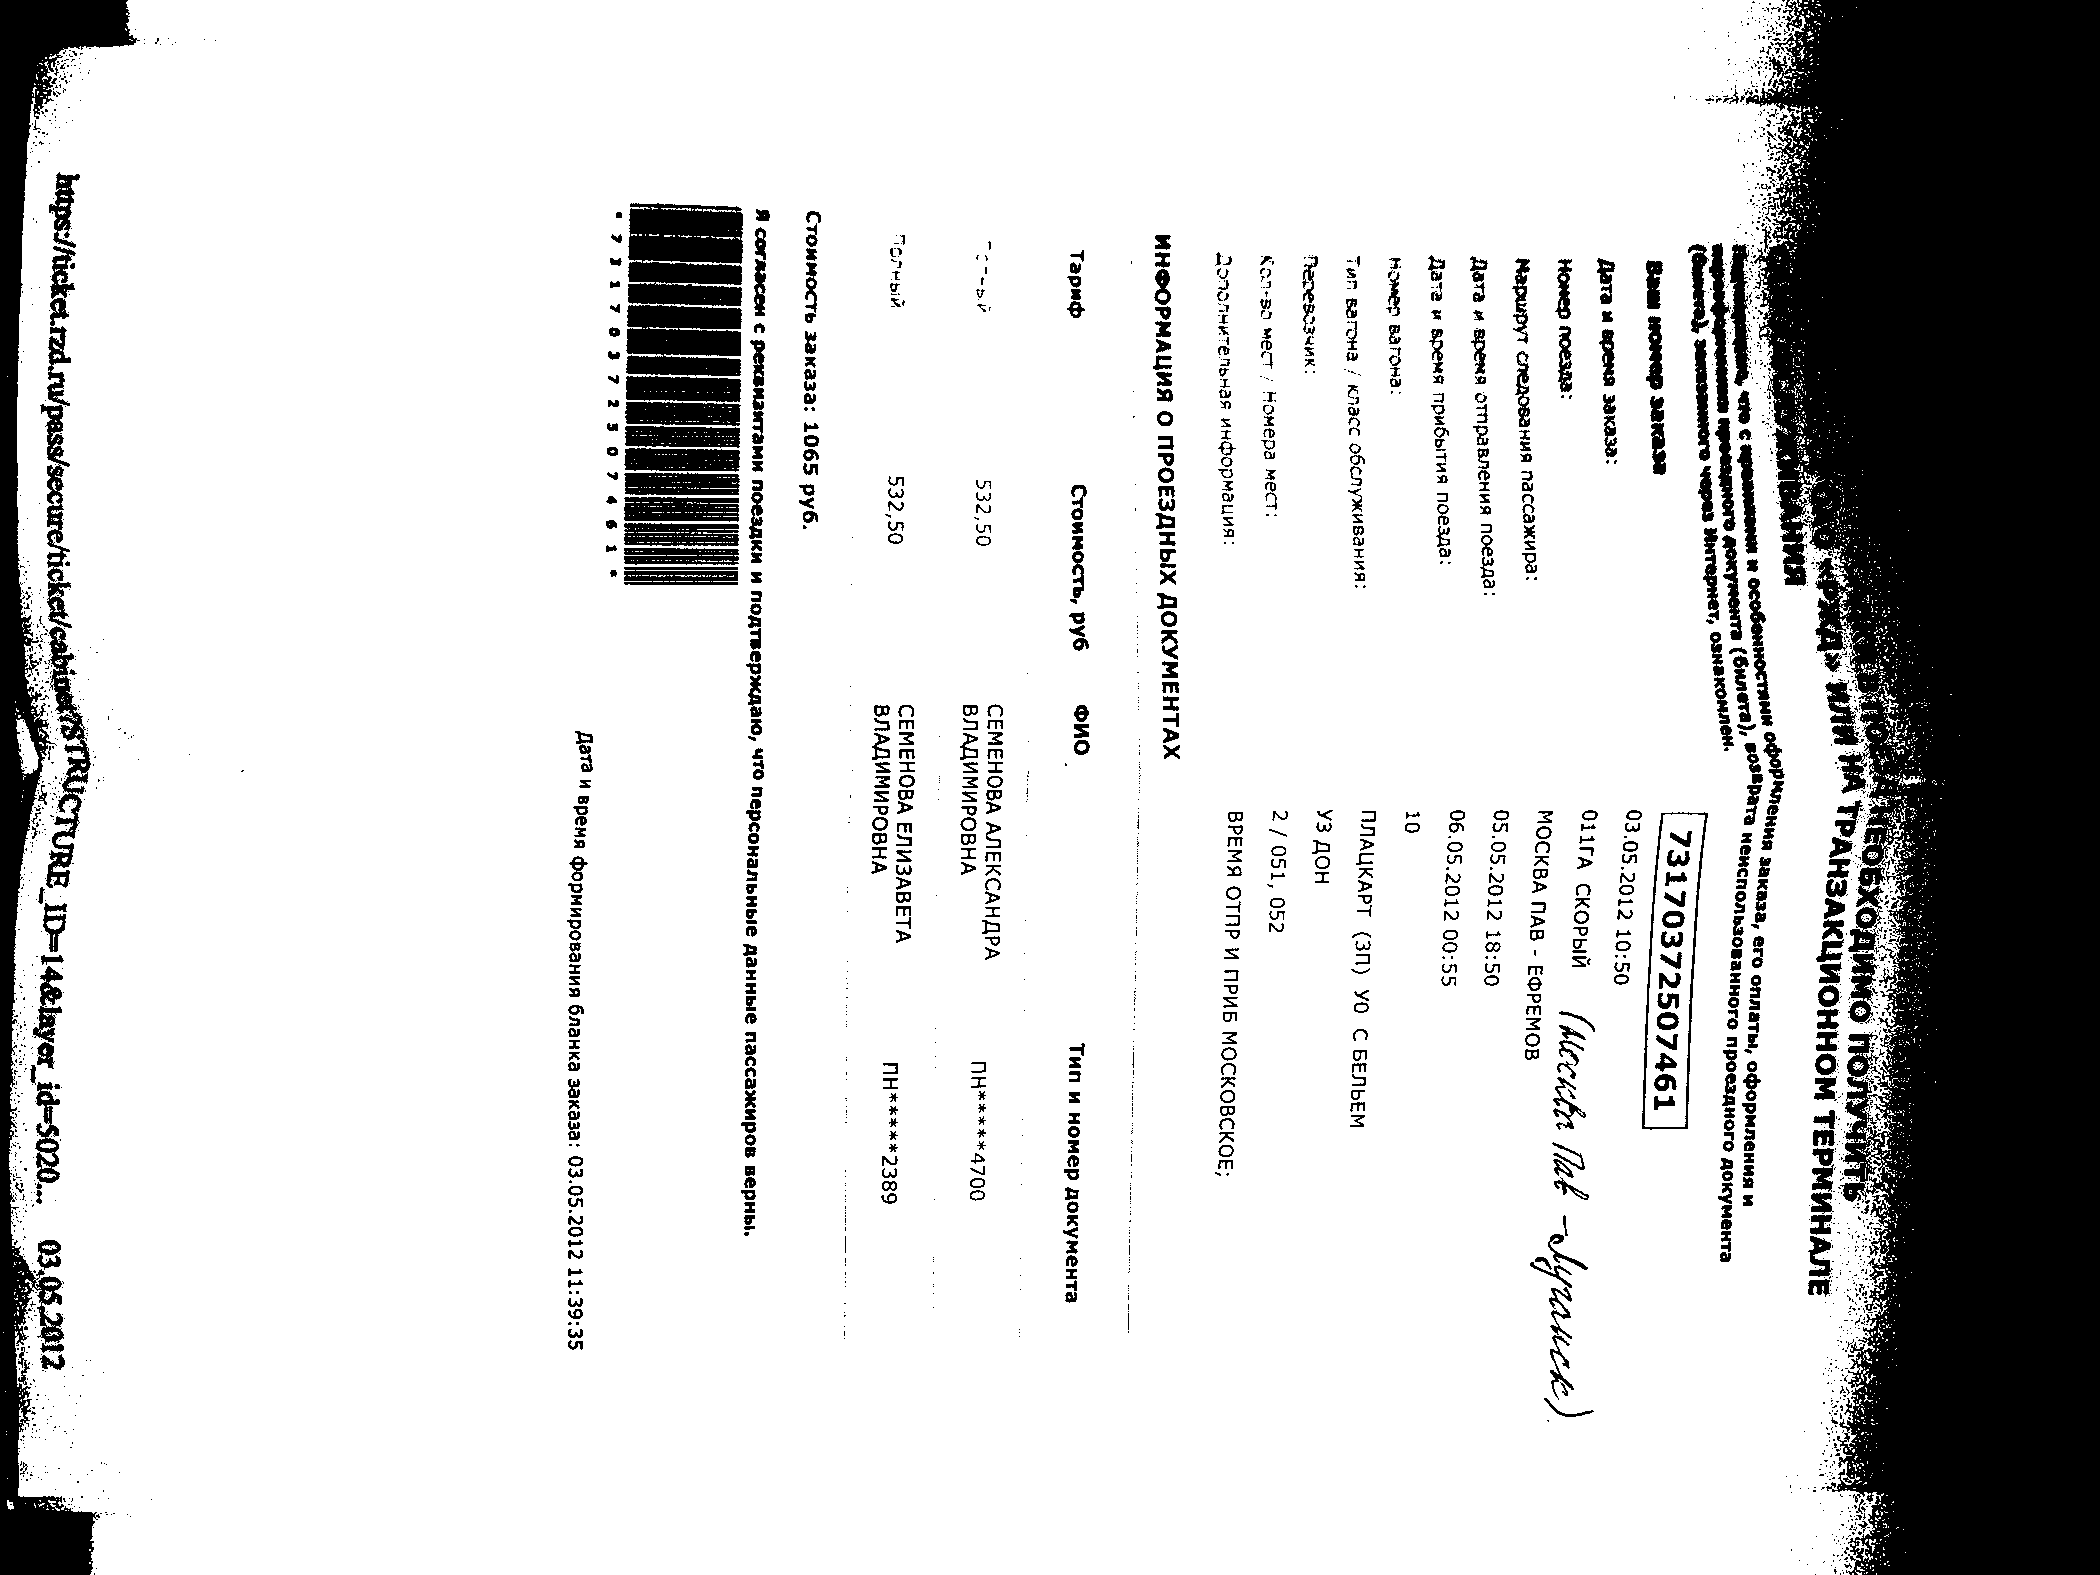 В ПОЕЗД НЕОБХОДИМО ПОЛУЧИТЬ
ОАО «РЖД» ИЛИ НА ТРАНЗАКЦИОННОМ ТЕРМИНАЛЕ
что с правилами и особенностями оформления заказа, его оплаты, оформления и
переоформления проездного документа (билета), возврата неиспользованного проездного документа
(билета), заказанного через Интернет, ознакомлен.
Ваш номер заказа 73170372507461
Дата и время заказа: 03.05.2012 10:50
Номер поезда: 011ГА СКОРЫЙ (Москва Пав - Луганск)
Маршрут следования пассажира: МОСКВА ПАВ - ЕФРЕМОВ
Дата и время отправления поезда: 05.05.2012 18:50
Дата и время прибытия поезда: 06.05.2012 00:55
Номер вагона: 10
Тип вагона / класс обслуживания: ПЛАЦКАРТ (3П) У0 С БЕЛЬЕМ
Перевозчик: УЗ ДОН
Кол-во мест / Номера мест: 2 / 051, 052
Дополнительная информация: ВРЕМЯ ОТПР И ПРИБ МОСКОВСКОЕ;
ИНФОРМАЦИЯ О ПРОЕЗДНЫХ ДОКУМЕНТАХ
Тариф Стоимость, руб ФИО Тип и номер документа
532,50 СЕМЕНОВА АЛЕКСАНДРА ПН******4700
ВЛАДИМИРОВНА
Полный 532,50 СЕМЕНОВА ЕЛИЗАВЕТА ПН******2389
ВЛАДИМИРОВНА
Стоимость заказа: 1065 руб.
Я согласен с реквизитами поездки и подтверждаю, что персональные данные пассажиров верны.
* 7 3 1 7 0 3 7 2 5 0 7 4 6 1 *
Дата и время формирования бланка заказа: 03.05.2012 11:39:35
https://ticket.rzd.ru/pass/secure/ticket/cabinet?STRUCTURE_ID=14&layer_id=5020... 03.05.2012